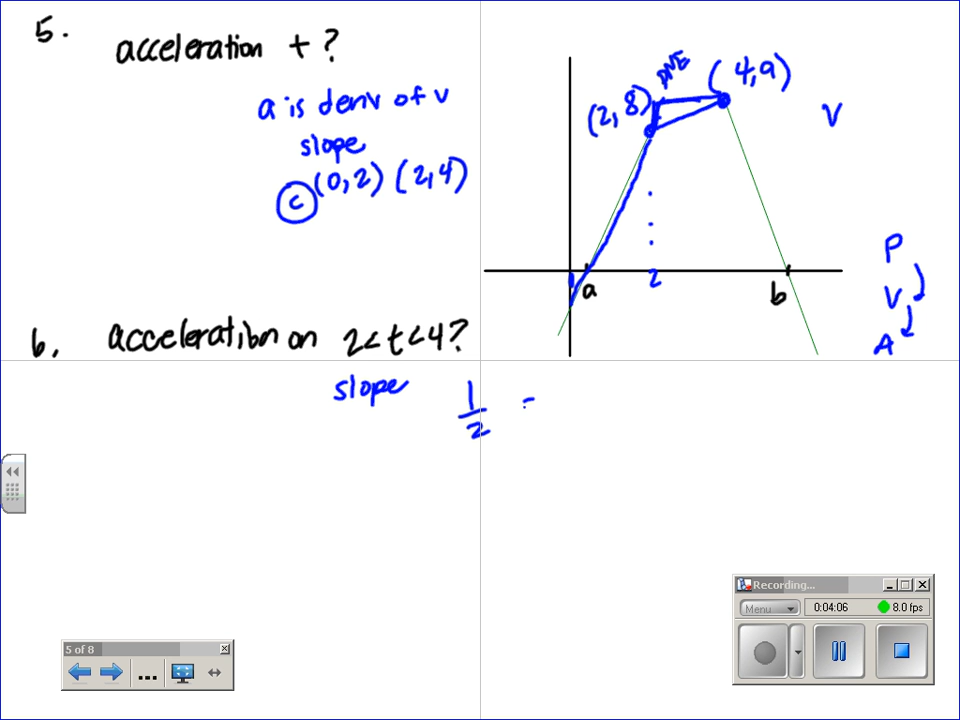 5.
acceleration + ?
a is deriv of v
slope
c (0,2) (2,4)
DNE
(2, 8)
(4,9)
V
2
a
b
P
V
A
6. acceleration on 2<t<4?
slope 1/2 =
Recording...
Menu
0:04:06
8.0 fps
5 of 8
...